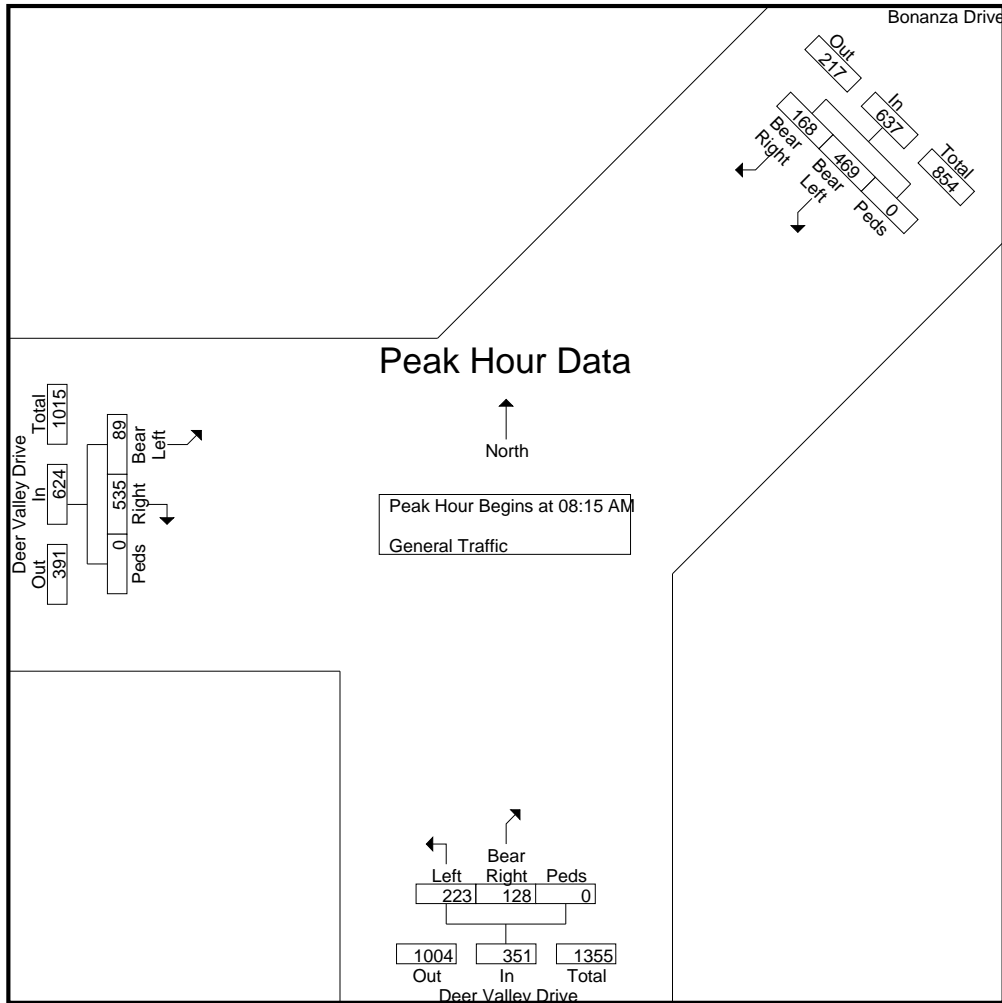 Bonanza Drive
Out
217
In
637
Total
854
168
469
0
Bear
Right
Bear
Left
Peds
Peak Hour Data
North
Peak Hour Begins at 08:15 AM
General Traffic
Deer Valley Drive
Total
1015
In
624
Out
391
89
535
0
Bear
Left
Right
Peds
Bear
Left Right Peds
223 128 0
1004 351 1355
Out In Total
Deer Valley Drive